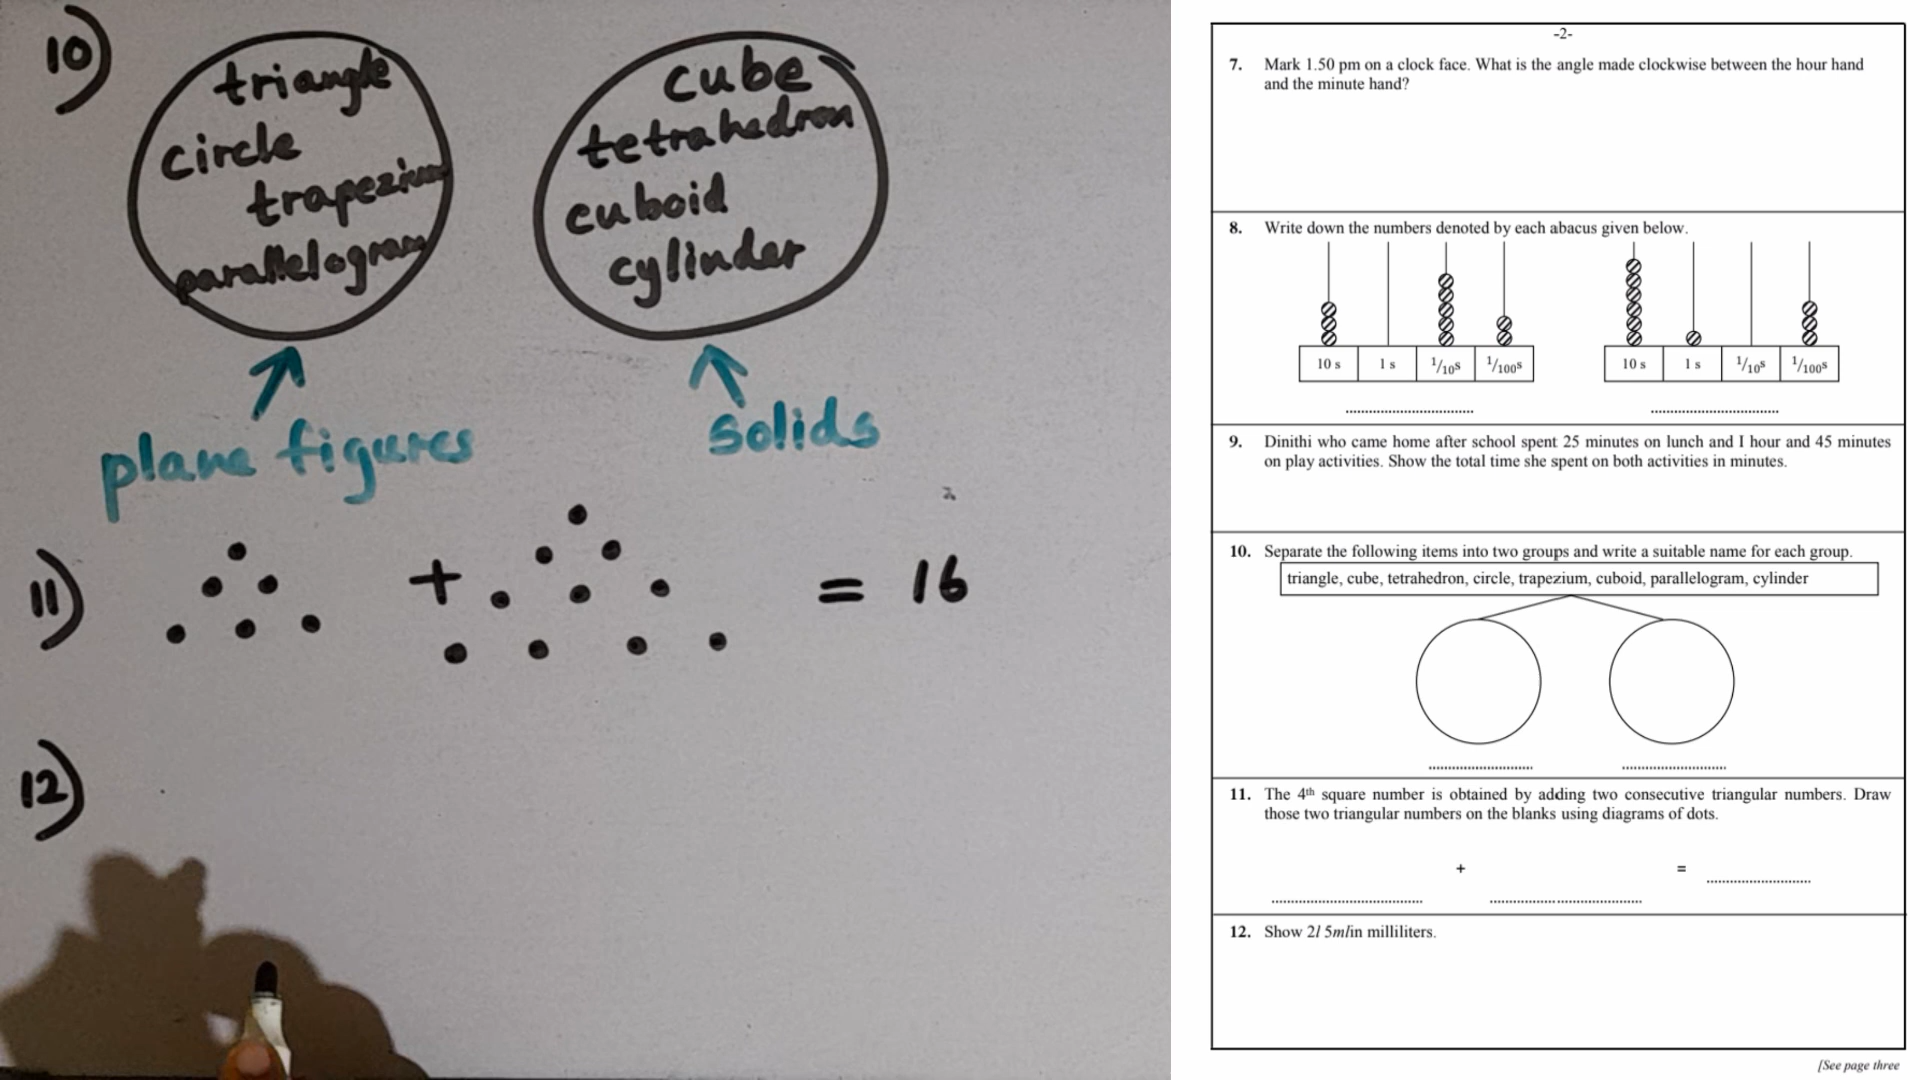 10)
triangle
circle
trapezium
parallelogram
cube
tetrahedron
cuboid
cylinder
plane figures
solids
11)
+
= 16
12)
-2-
7. Mark 1.50 pm on a clock face. What is the angle made clockwise between the hour hand
and the minute hand?
8. Write down the numbers denoted by each abacus given below.
10 s 1 s 1/10s 1/100s
10 s 1 s 1/10s 1/100s
9. Dinithi who came home after school spent 25 minutes on lunch and I hour and 45 minutes
on play activities. Show the total time she spent on both activities in minutes.
10. Separate the following items into two groups and write a suitable name for each group.
triangle, cube, tetrahedron, circle, trapezium, cuboid, parallelogram, cylinder
11. The 4th square number is obtained by adding two consecutive triangular numbers. Draw
those two triangular numbers on the blanks using diagrams of dots.
+ =
12. Show 2l 5mlin milliliters.
[See page three